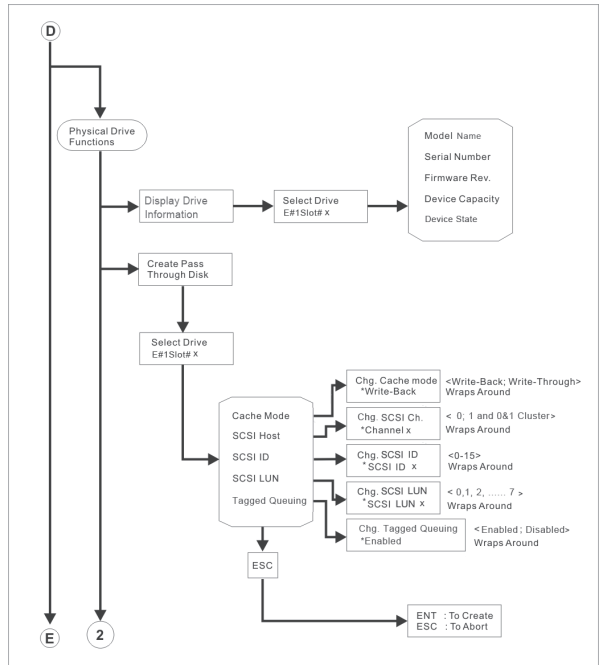 D
Physical Drive
Functions
Display Drive
Information
Select Drive
E#1Slot# x
Model Name
Serial Number
Firmware Rev.
Device Capacity
Device State
Create Pass
Through Disk
Select Drive
E#1Slot# x
Cache Mode
SCSI Host
SCSI ID
SCSI LUN
Tagged Queuing
Chg. Cache mode
*Write-Back
<Write-Back; Write-Through>
Wraps Around
Chg. SCSI Ch.
*Channel x
< 0; 1 and 0&1 Cluster>
Wraps Around
Chg. SCSI ID
*SCSI ID x
<0-15>
Wraps Around
Chg. SCSI LUN
*SCSI LUN x
< 0,1, 2, ...... 7 >
Wraps Around
Chg. Tagged Queuing
*Enabled
<Enabled; Disabled>
Wraps Around
ESC
ENT : To Create
ESC : To Abort
E
2